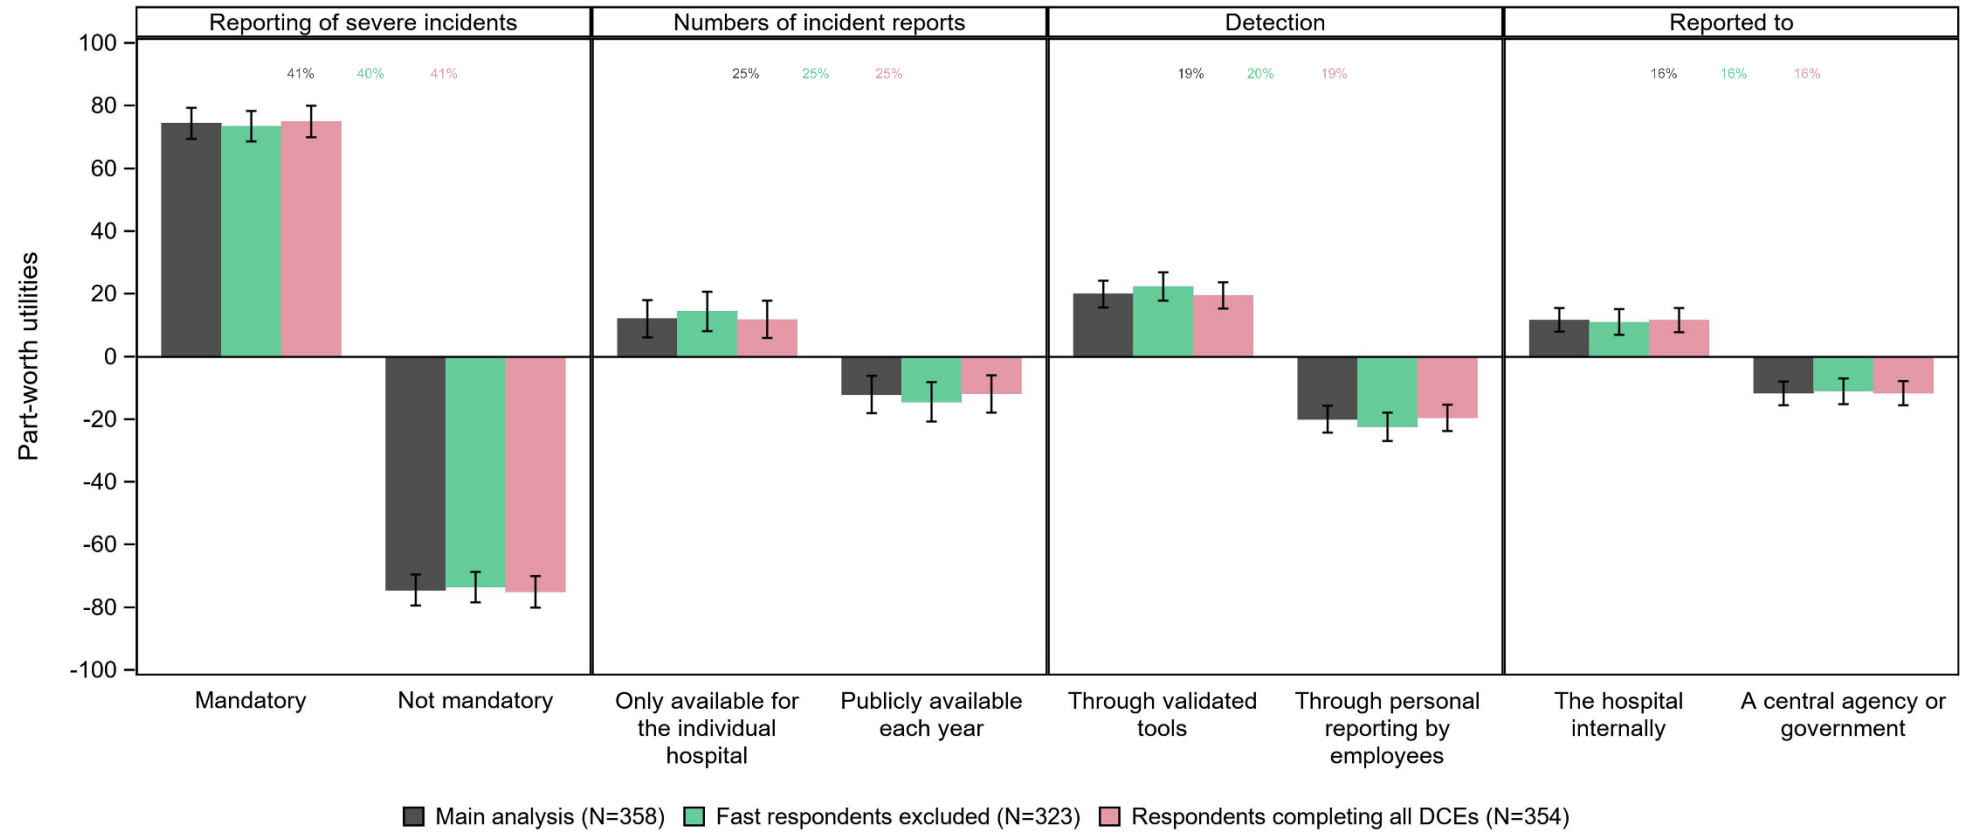 Reporting of severe incidents
Numbers of incident reports
Detection
Reported to
41% 40% 41%
25% 25% 25%
19% 20% 19%
16% 16% 16%
Part-worth utilities
100
80
60
40
20
0
-20
-40
-60
-80
-100
Mandatory
Not mandatory
Only available for
the individual
hospital
Publicly available
each year
Through validated
tools
Through personal
reporting by
employees
The hospital
internally
A central agency or
government
Main analysis (N=358)
Fast respondents excluded (N=323)
Respondents completing all DCEs (N=354)